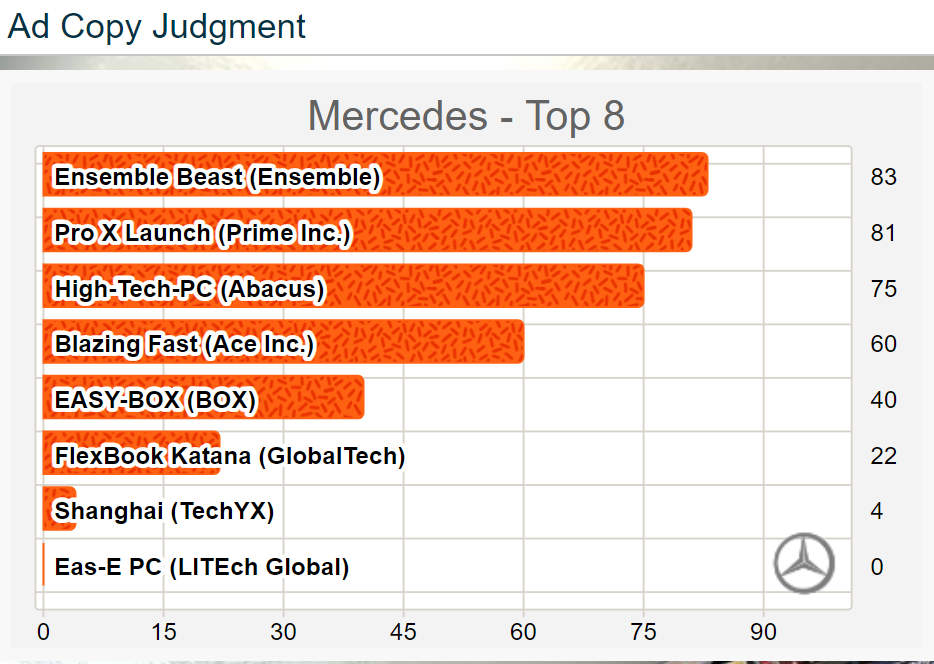 Ad Copy Judgment
Mercedes - Top 8
Ensemble Beast (Ensemble) 83
Pro X Launch (Prime Inc.) 81
High-Tech-PC (Abacus) 75
Blazing Fast (Ace Inc.) 60
EASY-BOX (BOX) 40
FlexBook Katana (GlobalTech) 22
Shanghai (TechYX) 4
Eas-E PC (LITEch Global) 0
0 15 30 45 60 75 90